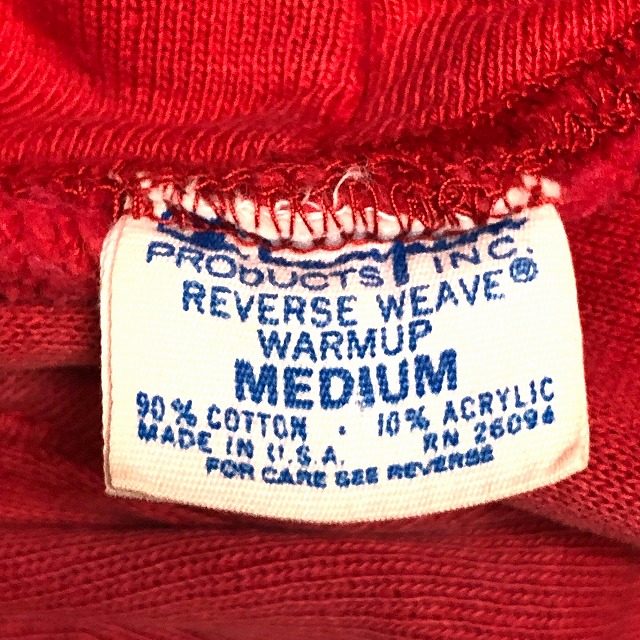 PRODUCTS INC.
REVERSE WEAVE®
WARMUP
MEDIUM
90% COTTON • 10% ACRYLIC
MADE IN U.S.A. RN 26094
FOR CARE SEE REVERSE